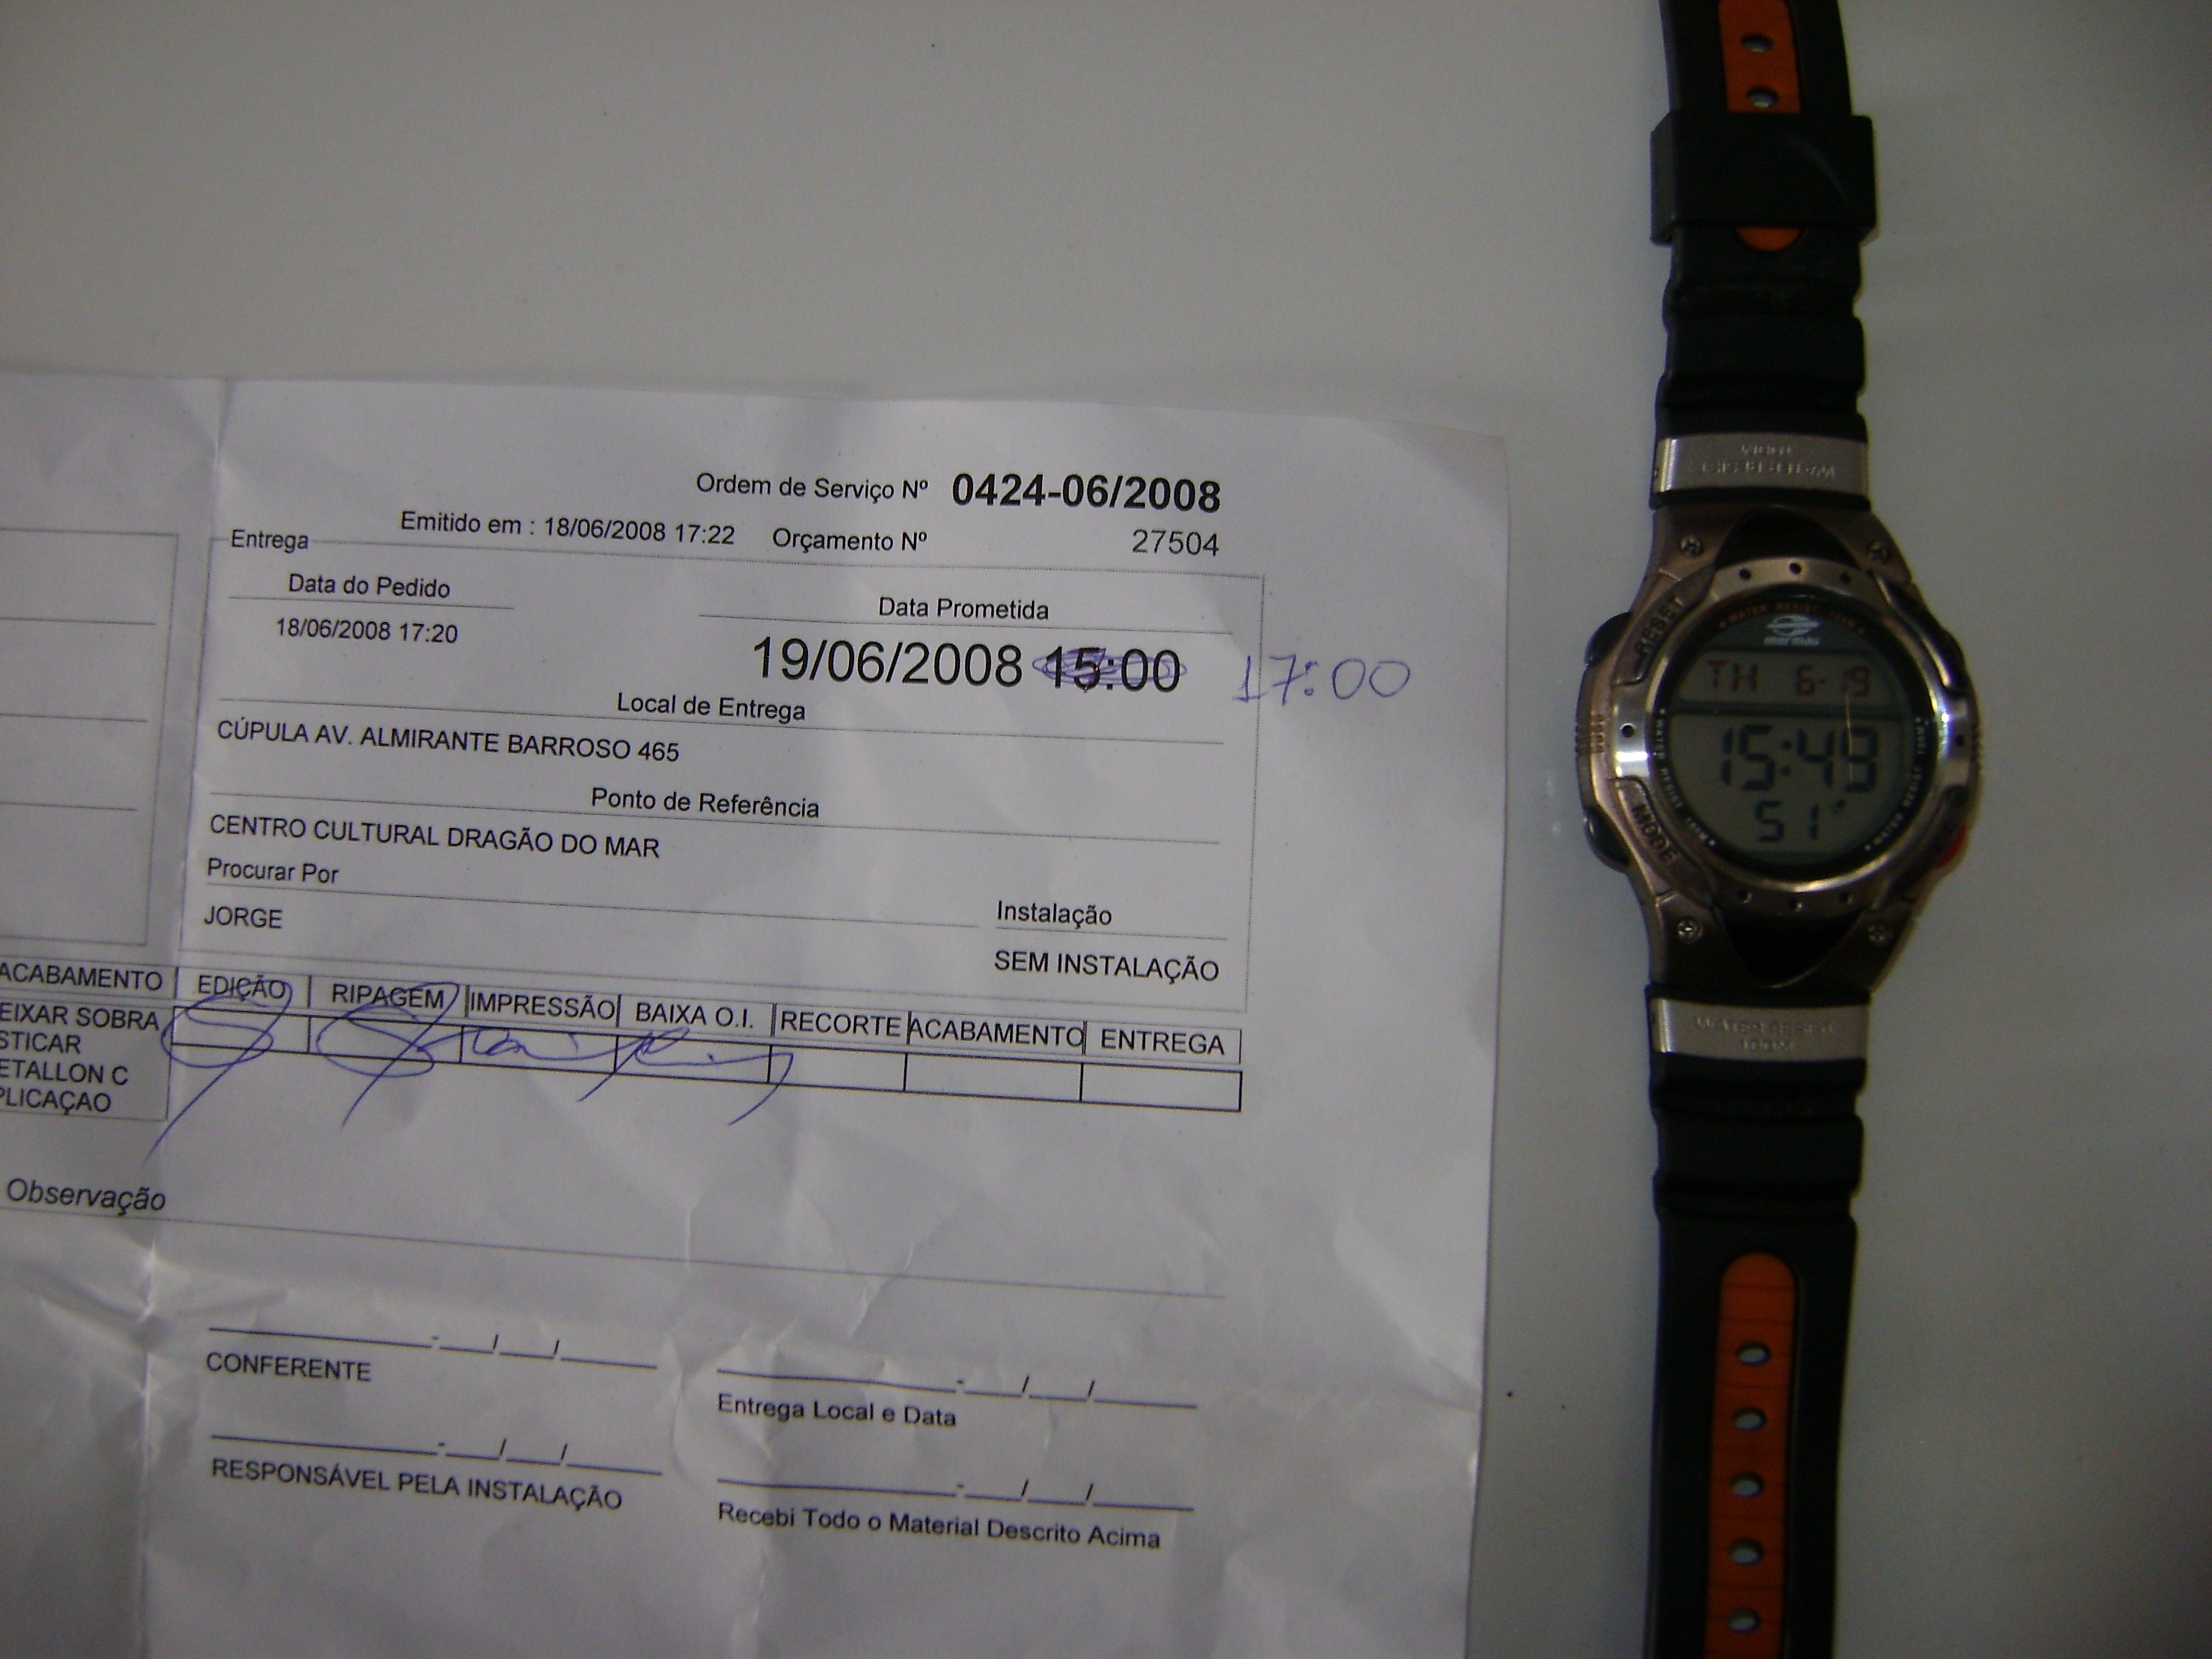 Ordem de Serviço Nº 0424-06/2008
Emitido em : 18/06/2008 17:22 Orçamento Nº 27504
Entrega
Data do Pedido Data Prometida
18/06/2008 17:20 19/06/2008 15:00 17:00
Local de Entrega
CÚPULA AV. ALMIRANTE BARROSO 465
Ponto de Referência
CENTRO CULTURAL DRAGÃO DO MAR
Procurar Por
JORGE
Instalação
SEM INSTALAÇÃO
ACABAMENTO EDIÇÃO RIPAGEM IMPRESSÃO BAIXA O.I. RECORTE ACABAMENTO ENTREGA
EIXAR SOBRA
STICAR
ETALLON C
PLICAÇAO
Observação
CONFERENTE
Entrega Local e Data
RESPONSÁVEL PELA INSTALAÇÃO
Recebi Todo o Material Descrito Acima
mormaii
TH 6-19
15:49
51
RESET
MODE
WATER RESIST
100M